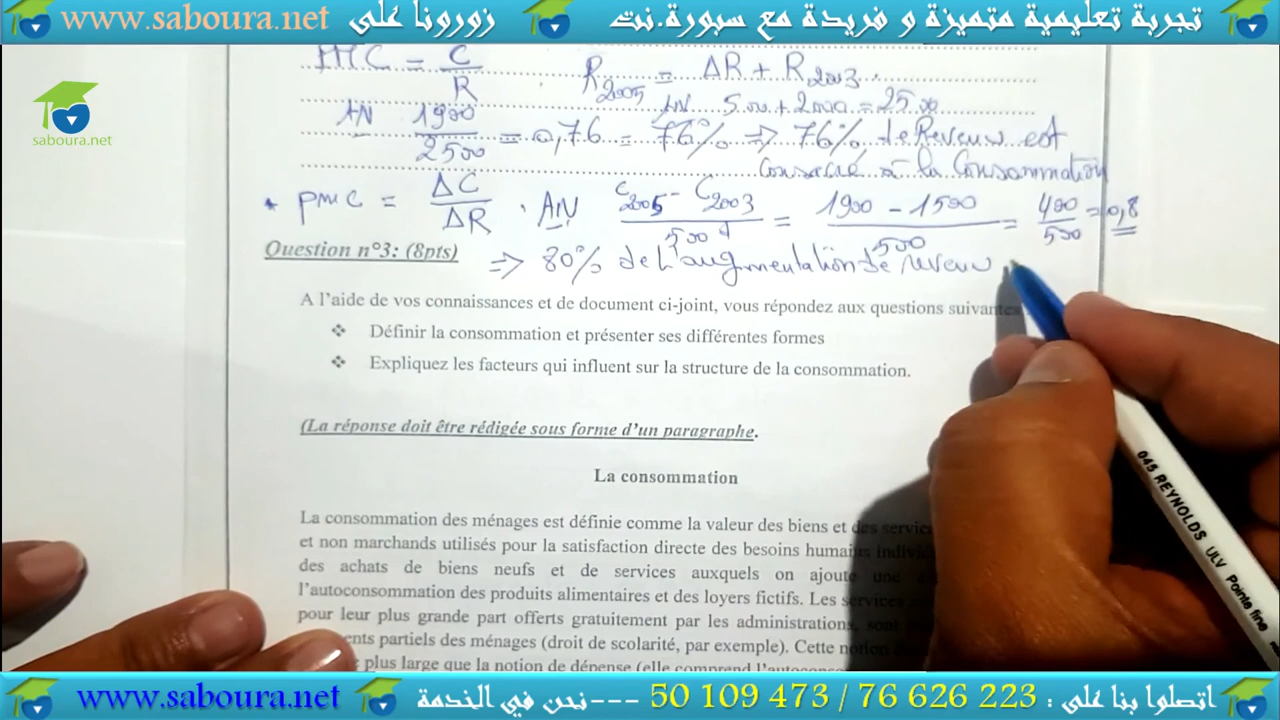 www.saboura.net زورونا على تجربة تعليمية متميزة و فريدة مع سبورة.نت
saboura.net
PMC = C/R R2005 = ΔR + R2003
AN 500 + 2000 = 2500
AN 1900/2500 = 0,76 = 76% ⇒ 76% de Revenu est
Consacré à la Consommation
* PMC = ΔC/ΔR . AN C2005 - C2003/500 = 1900 - 1500/500 = 400/500 = 0,8
Question n°3: (8pts) ⇒ 80% de l'augmentation de revenu
A l'aide de vos connaissances et de document ci-joint, vous répondez aux questions suivantes
❖ Définir la consommation et présenter ses différentes formes
❖ Expliquez les facteurs qui influent sur la structure de la consommation.
(La réponse doit être rédigée sous forme d'un paragraphe.
La consommation
La consommation des ménages est définie comme la valeur des biens et des services
et non marchands utilisés pour la satisfaction directe des besoins humains
des achats de biens neufs et de services auxquels on ajoute une
l'autoconsommation des produits alimentaires et des loyers fictifs. Les
pour leur plus grande part offerts gratuitement par les administrations,
partiels des ménages (droit de scolarité, par exemple). Cette
plus large que la notion de dépense (elle comprend
045 REYNOLDS ULV Pointe fine
www.saboura.net اتصلوا بنا على : 223 626 76 / 473 109 50 ---نحن في الخدمة